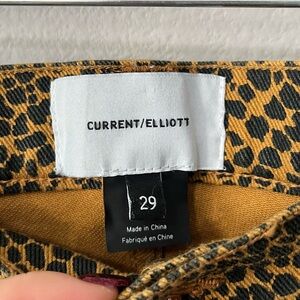 CURRENT/ELLIOTT
29
Made in China
Fabriqué en Chine